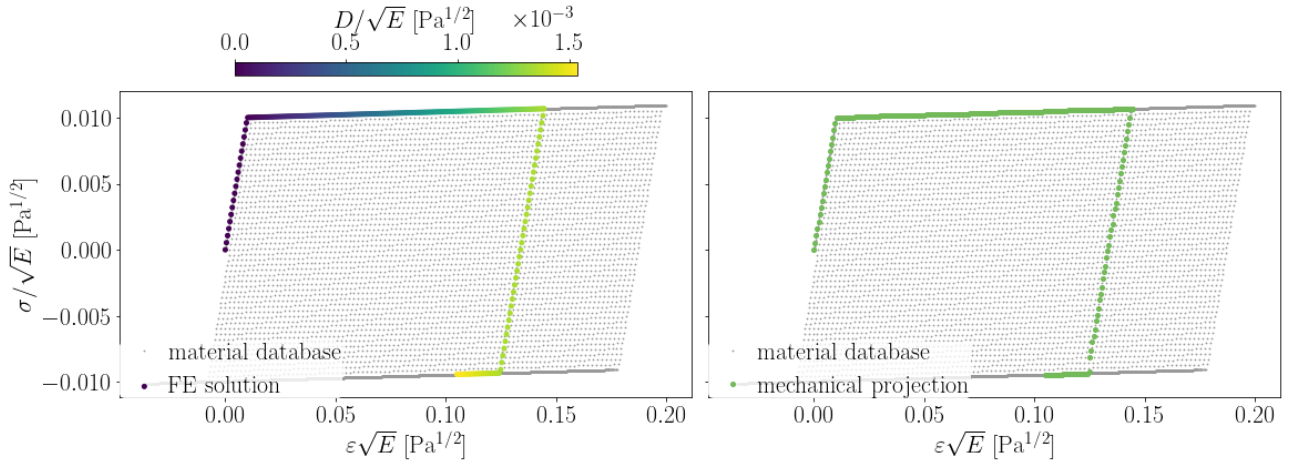 D/√E [Pa^{1/2}] ×10^{−3}
0.0 0.5 1.0 1.5
σ/√E [Pa^{1/2}]
0.010
0.005
0.000
−0.005
−0.010
material database
FE solution
0.00 0.05 0.10 0.15 0.20
ε√E [Pa^{1/2}]
material database
mechanical projection
0.00 0.05 0.10 0.15 0.20
ε√E [Pa^{1/2}]